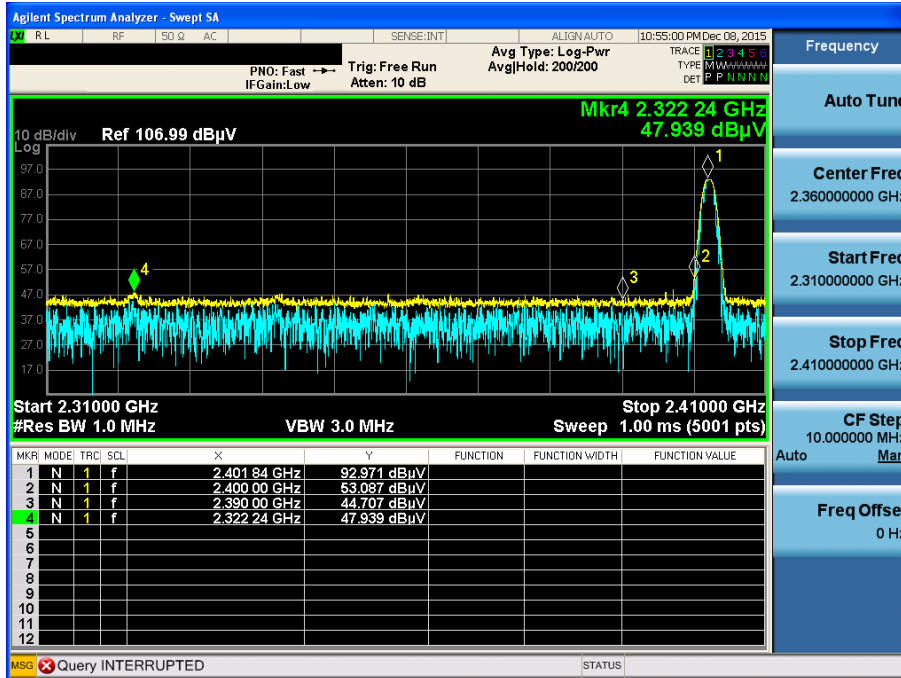 Agilent Spectrum Analyzer - Swept SA
LXI RL RF 50 Ω AC SENSE:INT ALIGN AUTO 10:55:00 PM Dec 08, 2015
PNO: Fast
IFGain:Low
Trig: Free Run
Atten: 10 dB
Avg Type: Log-Pwr
Avg|Hold: 200/200
TRACE 1 2 3 4 5 6
TYPE M W W W W W
DET P P N N N N
Mkr4 2.322 24 GHz
47.939 dBµV
10 dB/div Ref 106.99 dBµV
Log
97.0
87.0
77.0
67.0
57.0
47.0
37.0
27.0
17.0
1
2
3
4
Start 2.31000 GHz Stop 2.41000 GHz
#Res BW 1.0 MHz VBW 3.0 MHz Sweep 1.00 ms (5001 pts)
MKR MODE TRC SCL X Y FUNCTION FUNCTION WIDTH FUNCTION VALUE
1 N 1 f 2.401 84 GHz 92.971 dBµV
2 N 1 f 2.400 00 GHz 53.087 dBµV
3 N 1 f 2.390 00 GHz 44.707 dBµV
4 N 1 f 2.322 24 GHz 47.939 dBµV
5
6
7
8
9
10
11
12
MSG Query INTERRUPTED STATUS
Frequency
Auto Tune
Center Freq
2.360000000 GHz
Start Freq
2.310000000 GHz
Stop Freq
2.410000000 GHz
CF Step
10.000000 MHz
Auto Man
Freq Offset
0 Hz